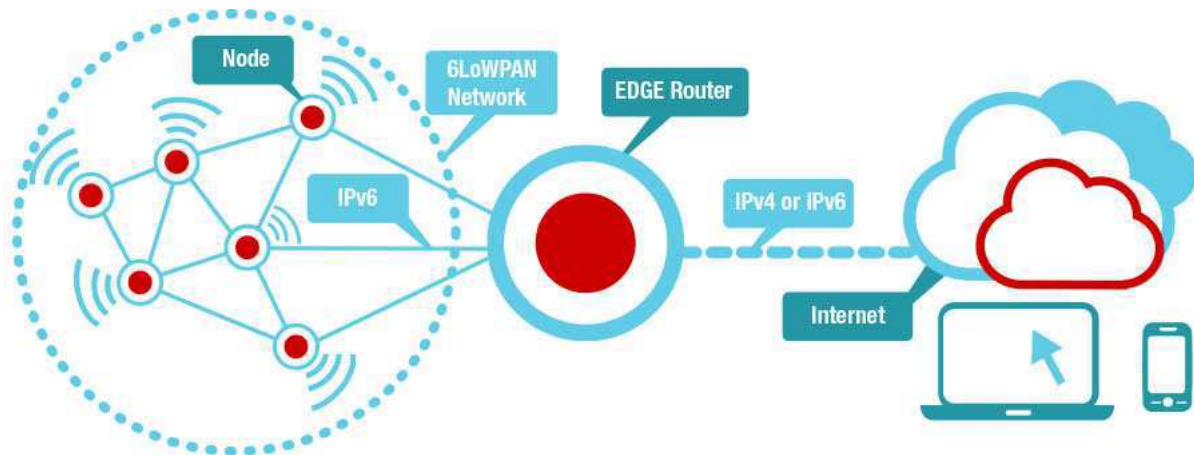 Node
6LoWPAN
Network
EDGE Router
IPv6
IPv4 or iPv6
Internet